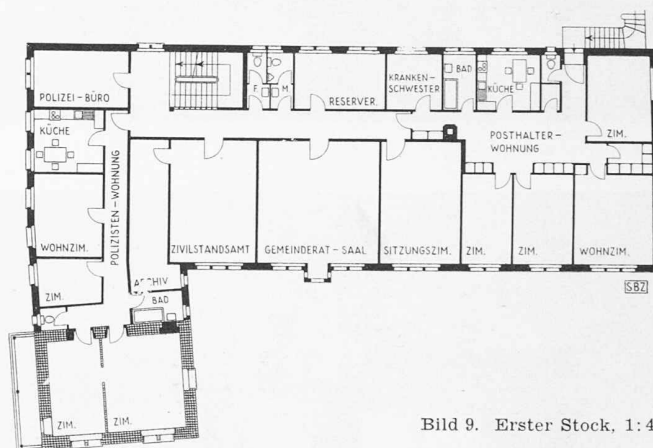 POLIZEI-BÜRO
F.
M.
RESERVER.
KRANKEN-
SCHWESTER
BAD
KÜCHE
ZIM.
KÜCHE
POLIZISTEN-WOHNUNG
POSTHALTER-
WOHNUNG
WOHNZIM.
ZIVILSTANDSAMT
GEMEINDERAT-SAAL
SITZUNGSZIM.
ZIM.
ZIM.
WOHNZIM.
ZIM.
ARCHIV
BAD
SBZ
ZIM.
ZIM.
Bild 9. Erster Stock, 1:4